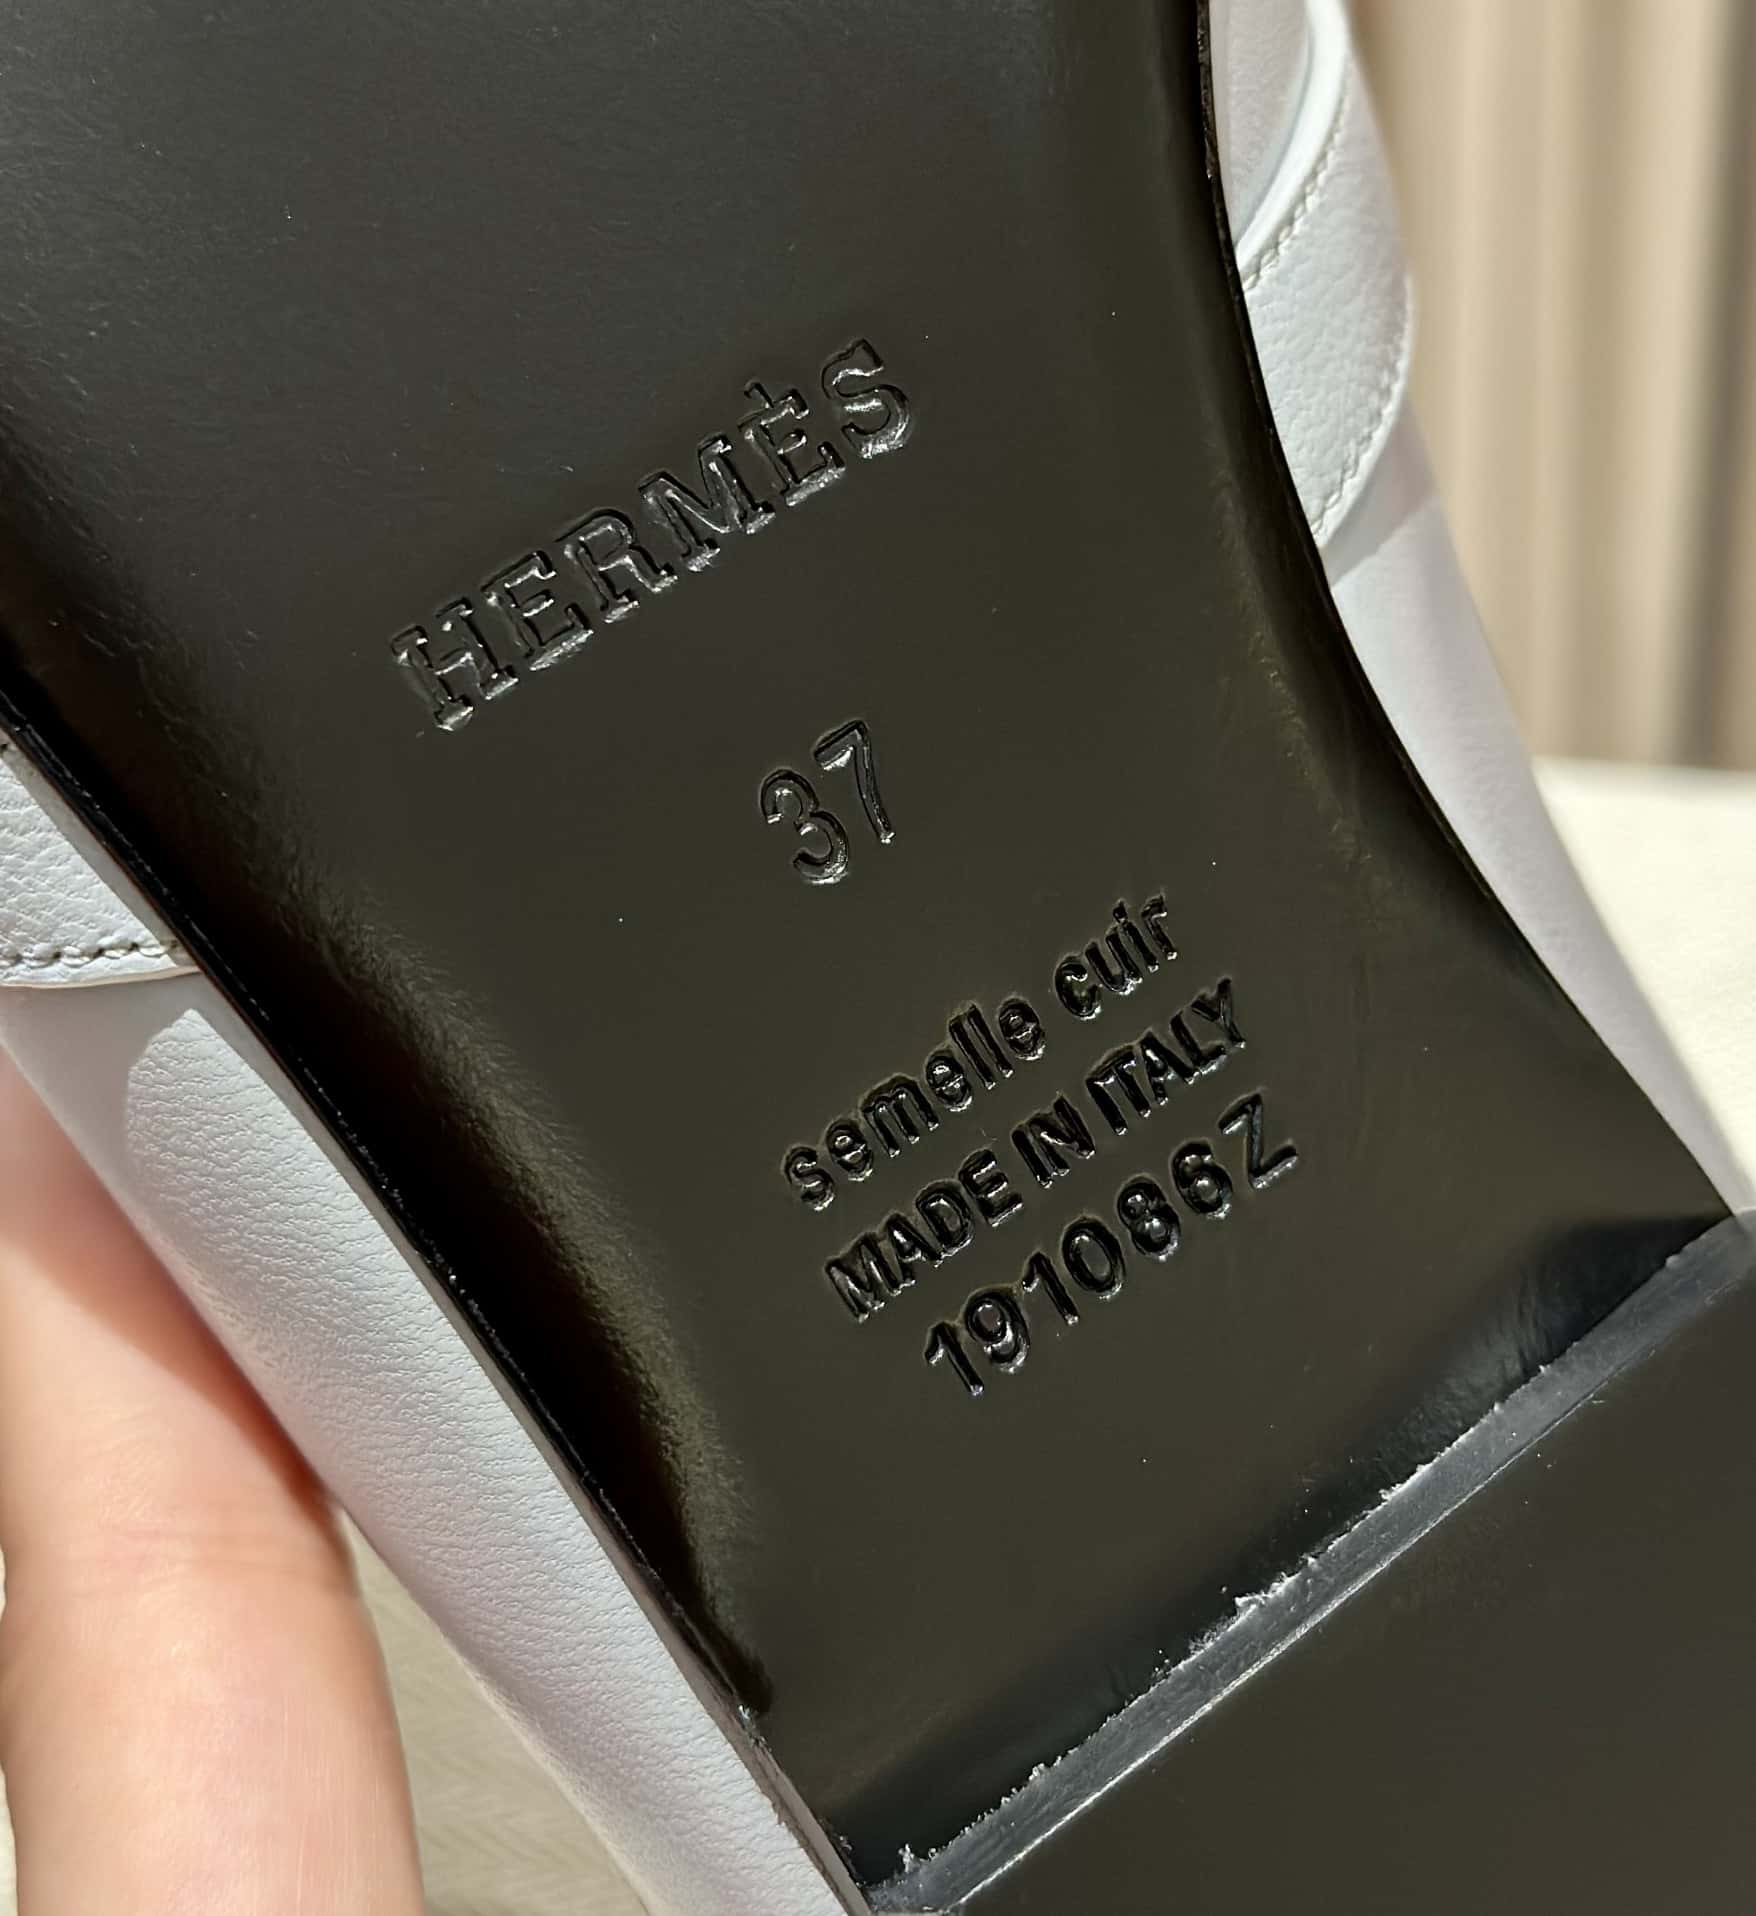 HERMÈS
37
semelle cuir
MADE IN ITALY
191086Z